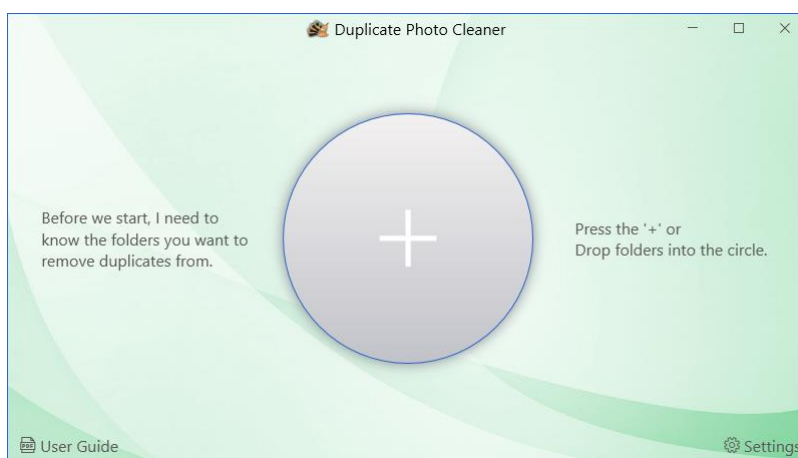 Duplicate Photo Cleaner
Before we start, I need to
know the folders you want to
remove duplicates from.
Press the '+' or
Drop folders into the circle.
PDF User Guide
Settings